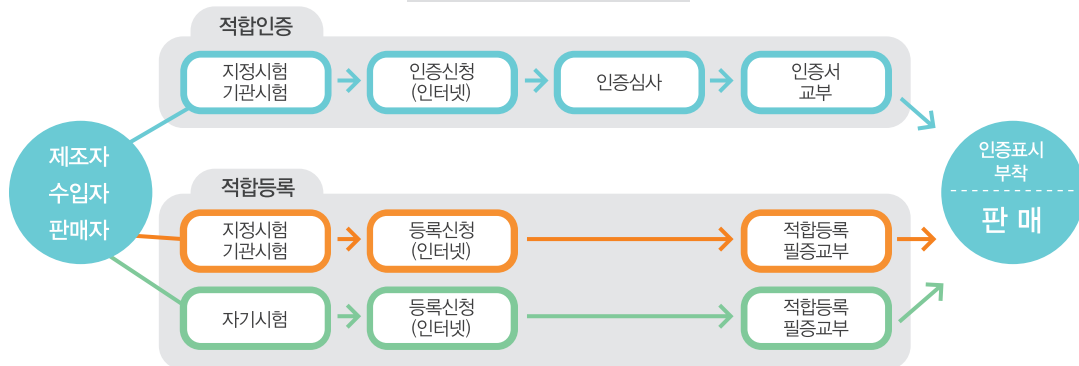 적합인증
지정시험
기관시험
인증신청
(인터넷)
인증심사
인증서
교부
제조자
수입자
판매자
인증표시
부착
판 매
적합등록
지정시험
기관시험
등록신청
(인터넷)
적합등록
필증교부
자기시험
등록신청
(인터넷)
적합등록
필증교부